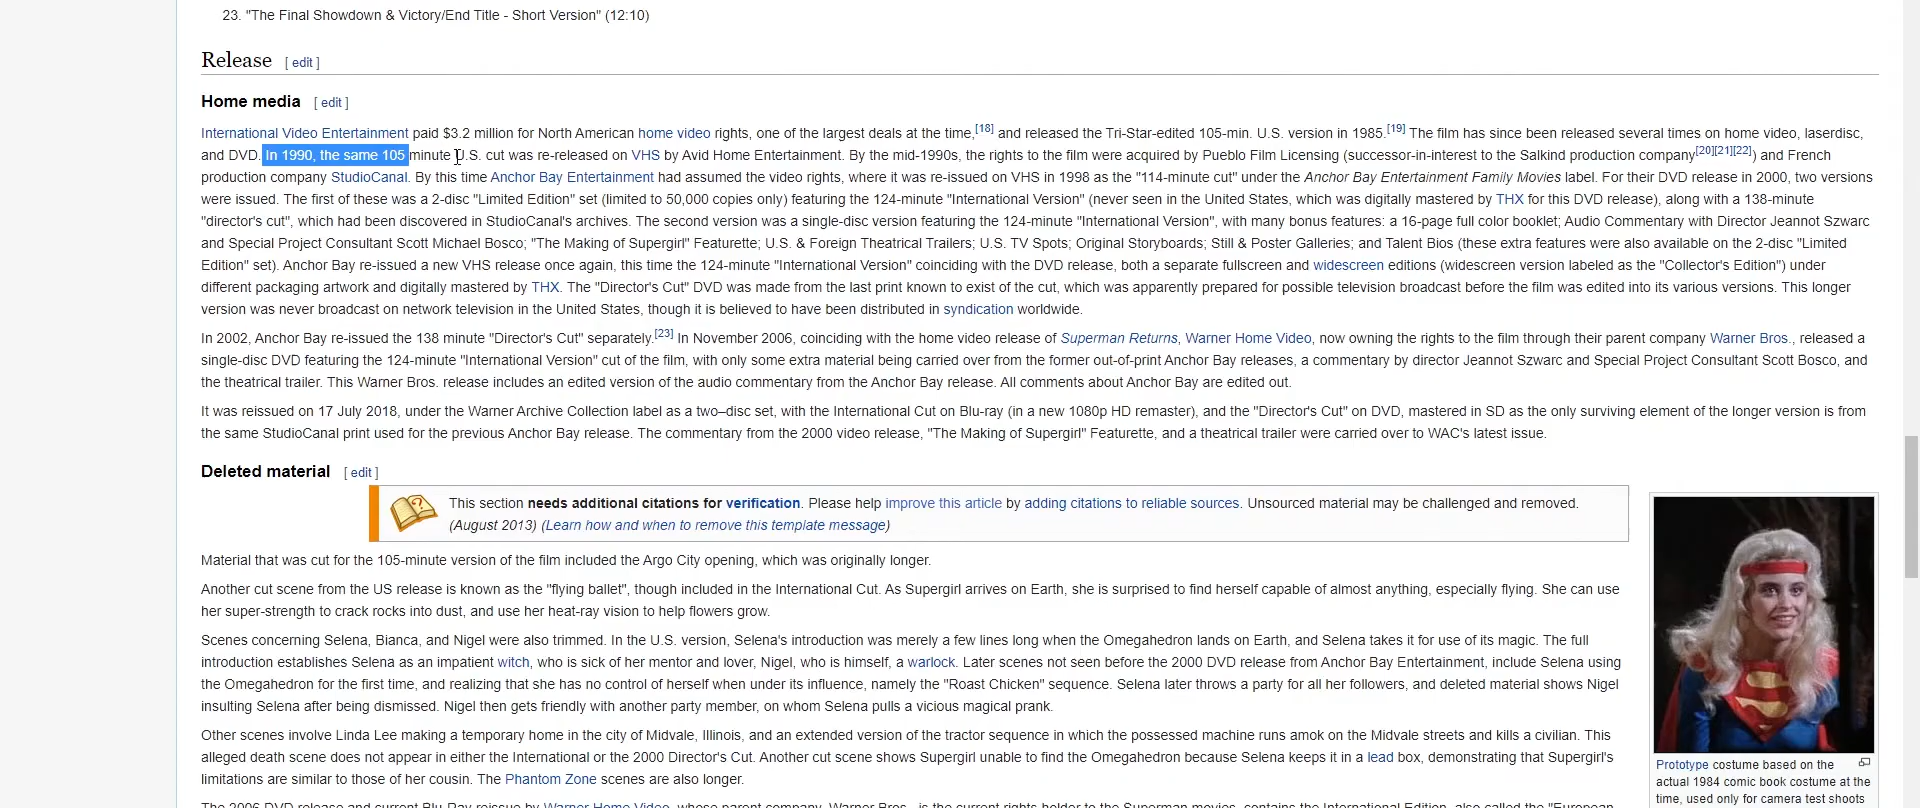 23. "The Final Showdown & Victory/End Title - Short Version" (12:10)
Release [ edit ]
Home media [ edit ]
International Video Entertainment paid $3.2 million for North American home video rights, one of the largest deals at the time,[18] and released the Tri-Star-edited 105-min. U.S. version in 1985.[19] The film has since been released several times on home video, laserdisc,
and DVD. In 1990, the same 105 minute U.S. cut was re-released on VHS by Avid Home Entertainment. By the mid-1990s, the rights to the film were acquired by Pueblo Film Licensing (successor-in-interest to the Salkind production company[20][21][22]) and French
production company StudioCanal. By this time Anchor Bay Entertainment had assumed the video rights, where it was re-issued on VHS in 1998 as the "114-minute cut" under the Anchor Bay Entertainment Family Movies label. For their DVD release in 2000, two versions
were issued. The first of these was a 2-disc "Limited Edition" set (limited to 50,000 copies only) featuring the 124-minute "International Version" (never seen in the United States, which was digitally mastered by THX for this DVD release), along with a 138-minute
"director's cut", which had been discovered in StudioCanal's archives. The second version was a single-disc version featuring the 124-minute "International Version", with many bonus features: a 16-page full color booklet; Audio Commentary with Director Jeannot Szwarc
and Special Project Consultant Scott Michael Bosco; "The Making of Supergirl" Featurette; U.S. & Foreign Theatrical Trailers; U.S. TV Spots; Original Storyboards; Still & Poster Galleries; and Talent Bios (these extra features were also available on the 2-disc "Limited
Edition" set). Anchor Bay re-issued a new VHS release once again, this time the 124-minute "International Version" coinciding with the DVD release, both a separate fullscreen and widescreen editions (widescreen version labeled as the "Collector's Edition") under
different packaging artwork and digitally mastered by THX. The "Director's Cut" DVD was made from the last print known to exist of the cut, which was apparently prepared for possible television broadcast before the film was edited into its various versions. This longer
version was never broadcast on network television in the United States, though it is believed to have been distributed in syndication worldwide.
In 2002, Anchor Bay re-issued the 138 minute "Director's Cut" separately.[23] In November 2006, coinciding with the home video release of Superman Returns, Warner Home Video, now owning the rights to the film through their parent company Warner Bros., released a
single-disc DVD featuring the 124-minute "International Version" cut of the film, with only some extra material being carried over from the former out-of-print Anchor Bay releases, a commentary by director Jeannot Szwarc and Special Project Consultant Scott Bosco, and
the theatrical trailer. This Warner Bros. release includes an edited version of the audio commentary from the Anchor Bay release. All comments about Anchor Bay are edited out.
It was reissued on 17 July 2018, under the Warner Archive Collection label as a two–disc set, with the International Cut on Blu-ray (in a new 1080p HD remaster), and the "Director's Cut" on DVD, mastered in SD as the only surviving element of the longer version is from
the same StudioCanal print used for the previous Anchor Bay release. The commentary from the 2000 video release, "The Making of Supergirl" Featurette, and a theatrical trailer were carried over to WAC's latest issue.
Deleted material [ edit ]
This section needs additional citations for verification. Please help improve this article by adding citations to reliable sources. Unsourced material may be challenged and removed.
(August 2013) (Learn how and when to remove this template message)
Material that was cut for the 105-minute version of the film included the Argo City opening, which was originally longer.
Another cut scene from the US release is known as the "flying ballet", though included in the International Cut. As Supergirl arrives on Earth, she is surprised to find herself capable of almost anything, especially flying. She can use
her super-strength to crack rocks into dust, and use her heat-ray vision to help flowers grow.
Scenes concerning Selena, Bianca, and Nigel were also trimmed. In the U.S. version, Selena's introduction was merely a few lines long when the Omegahedron lands on Earth, and Selena takes it for use of its magic. The full
introduction establishes Selena as an impatient witch, who is sick of her mentor and lover, Nigel, who is himself, a warlock. Later scenes not seen before the 2000 DVD release from Anchor Bay Entertainment, include Selena using
the Omegahedron for the first time, and realizing that she has no control of herself when under its influence, namely the "Roast Chicken" sequence. Selena later throws a party for all her followers, and deleted material shows Nigel
insulting Selena after being dismissed. Nigel then gets friendly with another party member, on whom Selena pulls a vicious magical prank.
Other scenes involve Linda Lee making a temporary home in the city of Midvale, Illinois, and an extended version of the tractor sequence in which the possessed machine runs amok on the Midvale streets and kills a civilian. This
alleged death scene does not appear in either the International or the 2000 Director's Cut. Another cut scene shows Supergirl unable to find the Omegahedron because Selena keeps it in a lead box, demonstrating that Supergirl's
limitations are similar to those of her cousin. The Phantom Zone scenes are also longer.
The 2006 DVD release and current Blu-Ray reissue by Warner Home Video, whose parent company, Warner Bros., is the current rights holder to the Superman movies, contains the International Edition, also called the "European
Prototype costume based on the
actual 1984 comic book costume at the
time, used only for camera test shoots